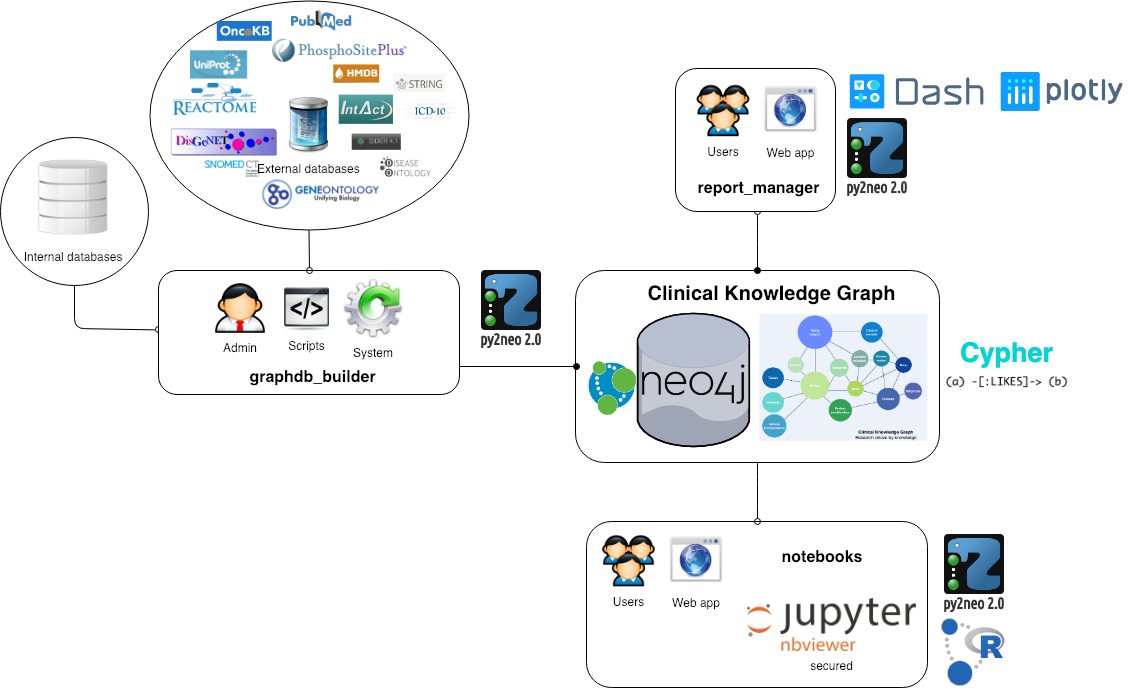 OncoKB
PubMed
PhosphoSitePlus
UniProt
HMDB
STRING
REACTOME
IntAct
ICD-10
DisGeNET
SIDER 4.1
SNOMED CT
DISEASE
ONTOLOGY
External databases
GENEONTOLOGY
Unifying Biology
Internal databases
Admin
Scripts
System
graphdb_builder
py2neo 2.0
Users
Web app
report_manager
Dash
plotly
py2neo 2.0
Clinical Knowledge Graph
neo4j
Disease
Clinical Knowledge Graph
Research driven by knowledge
Cypher
(a) -[:LIKES]-> (b)
Users
Web app
notebooks
jupyter
nbviewer
secured
py2neo 2.0
R